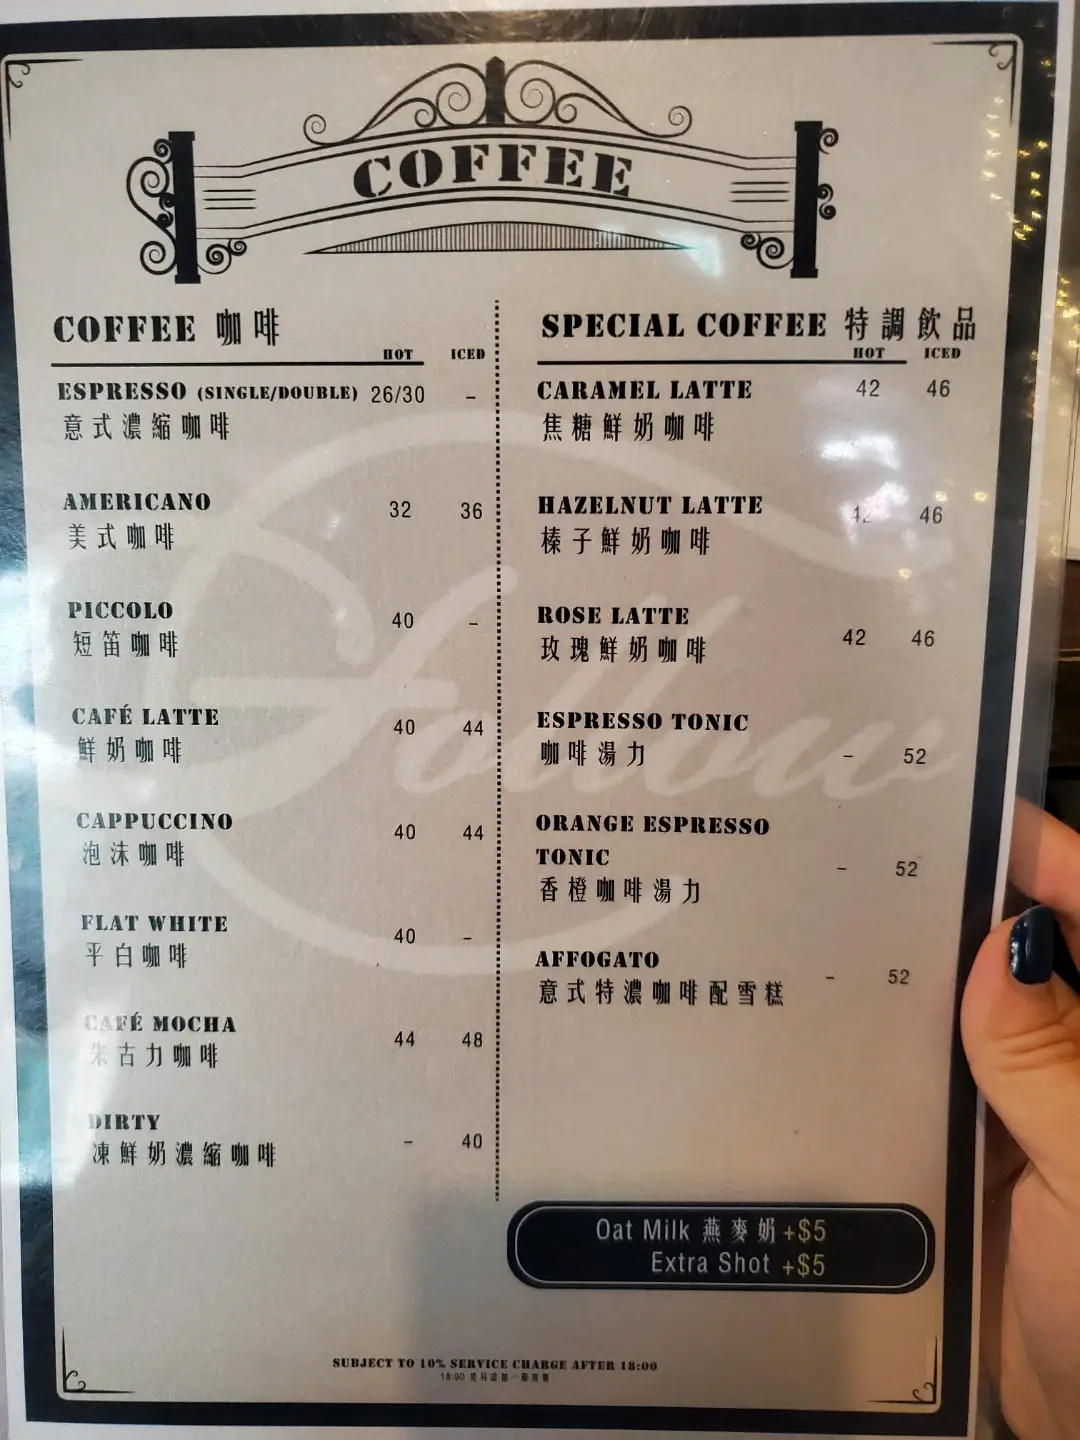 COFFEE
COFFEE 咖啡
HOT ICED
ESPRESSO (SINGLE/DOUBLE) 26/30 –
意式濃縮咖啡
AMERICANO 32 36
美式咖啡
PICCOLO 40 –
短笛咖啡
CAFÉ LATTE 40 44
鮮奶咖啡
CAPPUCCINO 40 44
泡沫咖啡
FLAT WHITE 40 –
平白咖啡
CAFÉ MOCHA 44 48
朱古力咖啡
DIRTY – 40
凍鮮奶濃縮咖啡
SPECIAL COFFEE 特調飲品
HOT ICED
CARAMEL LATTE 42 46
焦糖鮮奶咖啡
HAZELNUT LATTE 42 46
榛子鮮奶咖啡
ROSE LATTE 42 46
玫瑰鮮奶咖啡
ESPRESSO TONIC
咖啡湯力 – 52
ORANGE ESPRESSO
TONIC – 52
香橙咖啡湯力
AFFOGATO – 52
意式特濃咖啡配雪糕
Follow
Oat Milk 燕麥奶 +$5
Extra Shot +$5
SUBJECT TO 10% SERVICE CHARGE AFTER 18:00
18:00